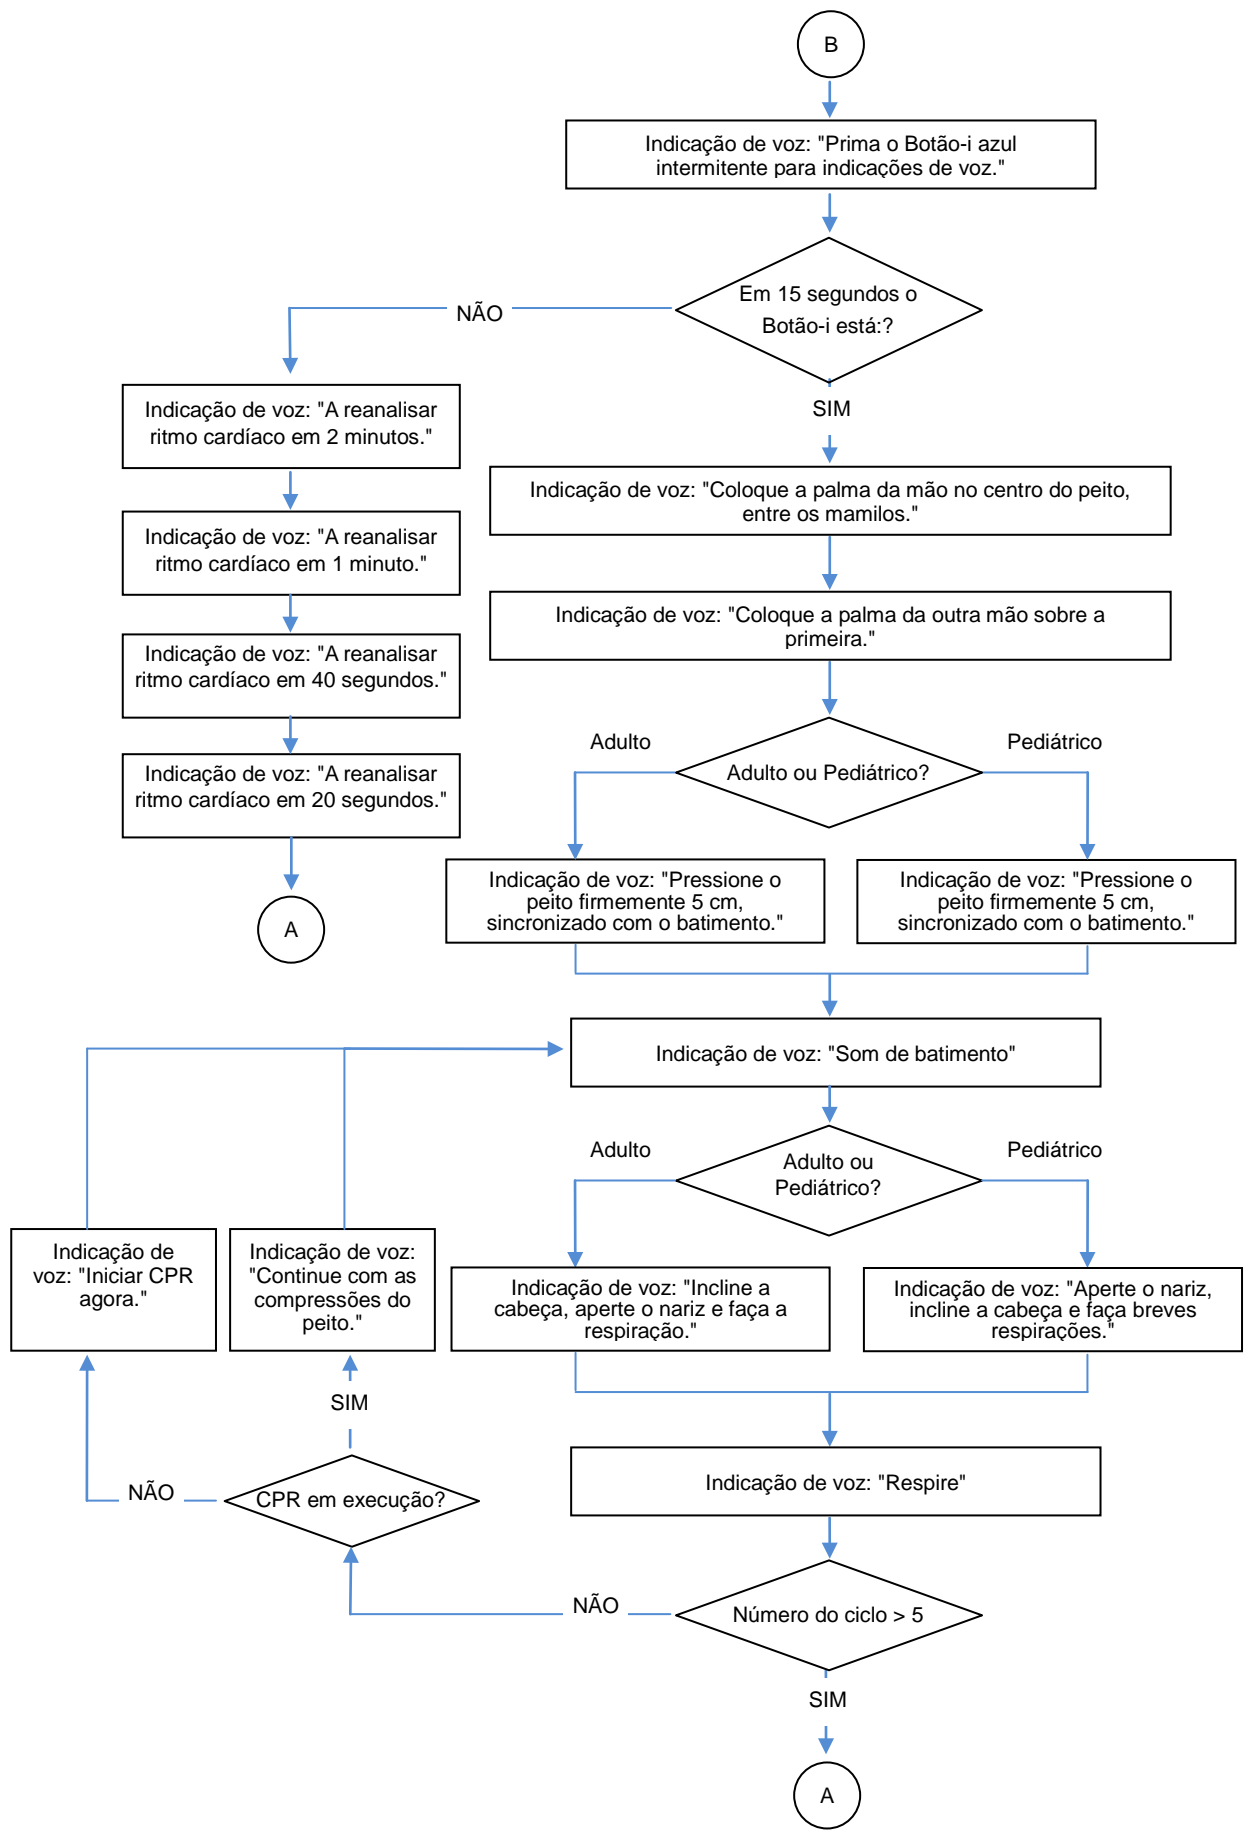 B
Indicação de voz: "Prima o Botão-i azul
intermitente para indicações de voz."
Em 15 segundos o
Botão-i está:?
NÃO
SIM
Indicação de voz: "A reanalisar
ritmo cardíaco em 2 minutos."
Indicação de voz: "A reanalisar
ritmo cardíaco em 1 minuto."
Indicação de voz: "A reanalisar
ritmo cardíaco em 40 segundos."
Indicação de voz: "A reanalisar
ritmo cardíaco em 20 segundos."
A
Indicação de voz: "Coloque a palma da mão no centro do peito,
entre os mamilos."
Indicação de voz: "Coloque a palma da outra mão sobre a
primeira."
Adulto
Adulto ou Pediátrico?
Pediátrico
Indicação de voz: "Pressione o
peito firmemente 5 cm,
sincronizado com o batimento."
Indicação de voz: "Pressione o
peito firmemente 5 cm,
sincronizado com o batimento."
Indicação de voz: "Som de batimento"
Adulto
Adulto ou
Pediátrico?
Pediátrico
Indicação de
voz: "Iniciar CPR
agora."
Indicação de voz:
"Continue com as
compressões do
peito."
Indicação de voz: "Incline a
cabeça, aperte o nariz e faça a
respiração."
Indicação de voz: "Aperte o nariz,
incline a cabeça e faça breves
respirações."
SIM
NÃO
CPR em execução?
Indicação de voz: "Respire"
NÃO
Número do ciclo > 5
SIM
A